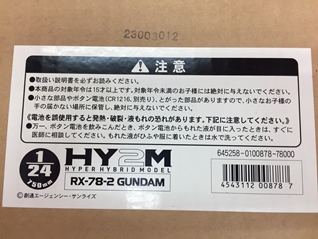 23003012
注意
●取扱い説明書を必ずお読みください。
●本商品の対象年令は15才以上です。対象年令未満のお子様には絶対に与えないでください。
●小さな部品やボタン電池(CR1216、別売り)、とがった部品がありますので、小さなお子様の手の届かない場所に保管し、絶対に与えないでください。
《電池を誤使用すると発熱・破裂・液もれの恐れがあります。下記に注意してください。》
●万一、ボタン電池を飲みこんだときや、ボタン電池からもれた液が目に入ったときは、すぐに医師に相談してください。もれた液がひふや服に着いたときは水で洗ってください。
1/24
750mm
HY2M
HYPER HYBRID MODEL
RX-78-2 GUNDAM
©創通エージェンシー・サンライズ
645258-0100878-78000
4543112008787